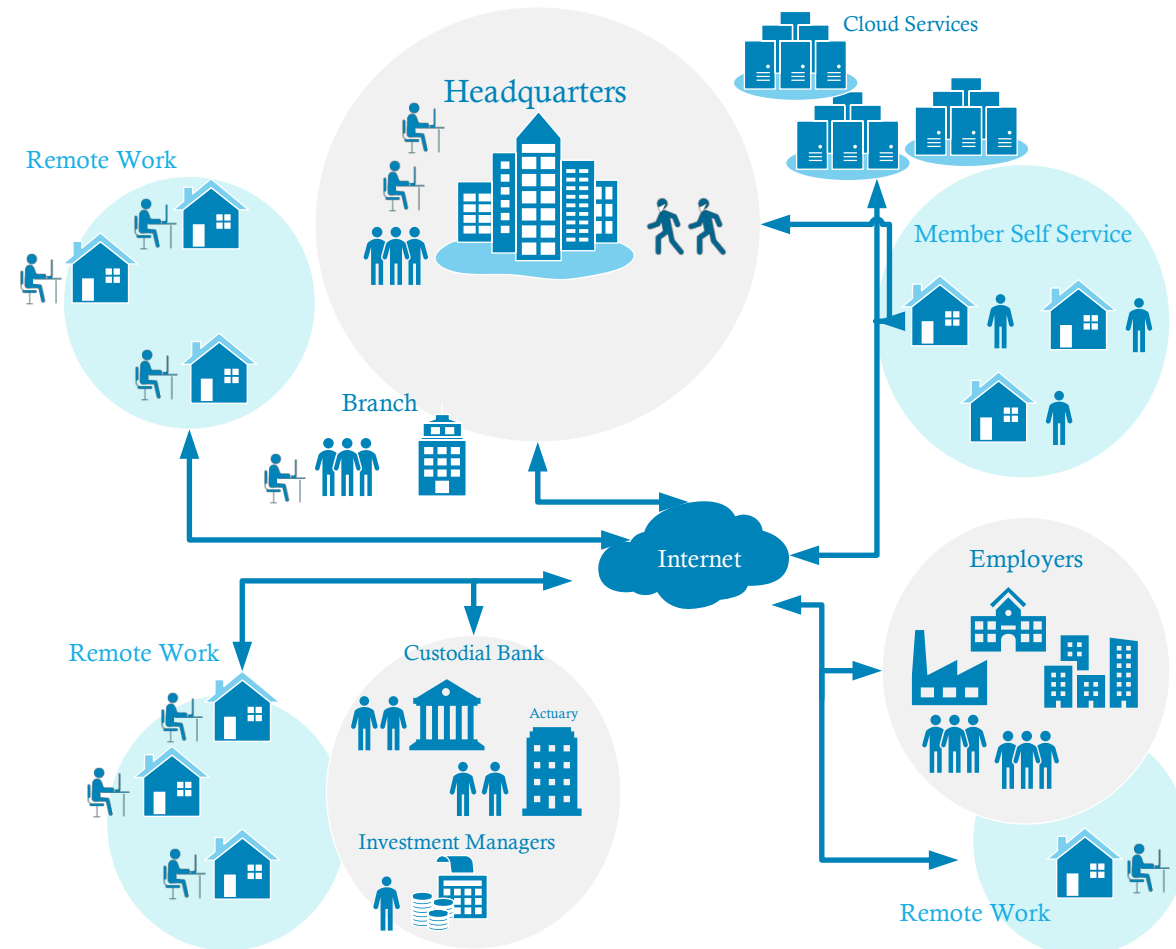 Cloud Services
Headquarters
Remote Work
Member Self Service
Branch
Internet
Employers
Remote Work
Custodial Bank
Actuary
Investment Managers
Remote Work